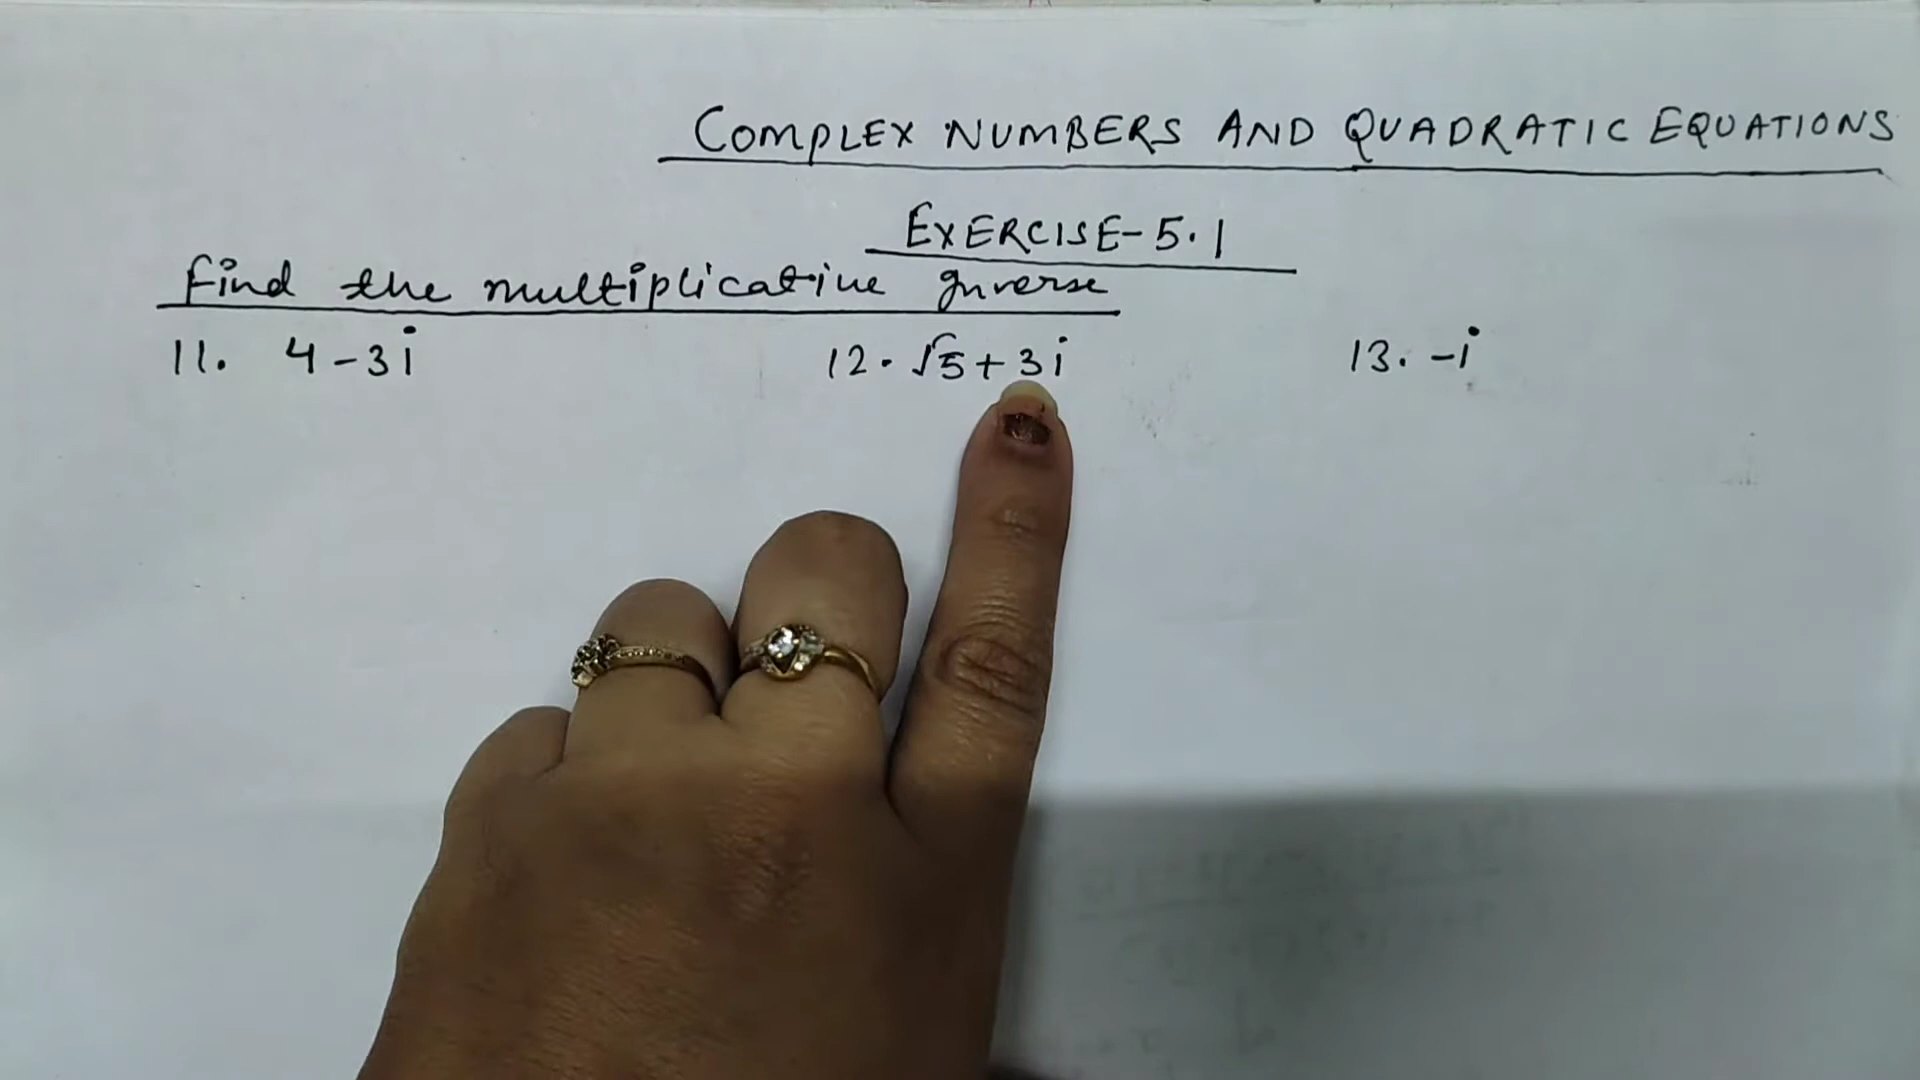 COMPLEX NUMBERS AND QUADRATIC EQUATIONS
EXERCISE-5.1
Find the multiplicative Inverse
11. 4-3i 12. √5+3i 13. -i